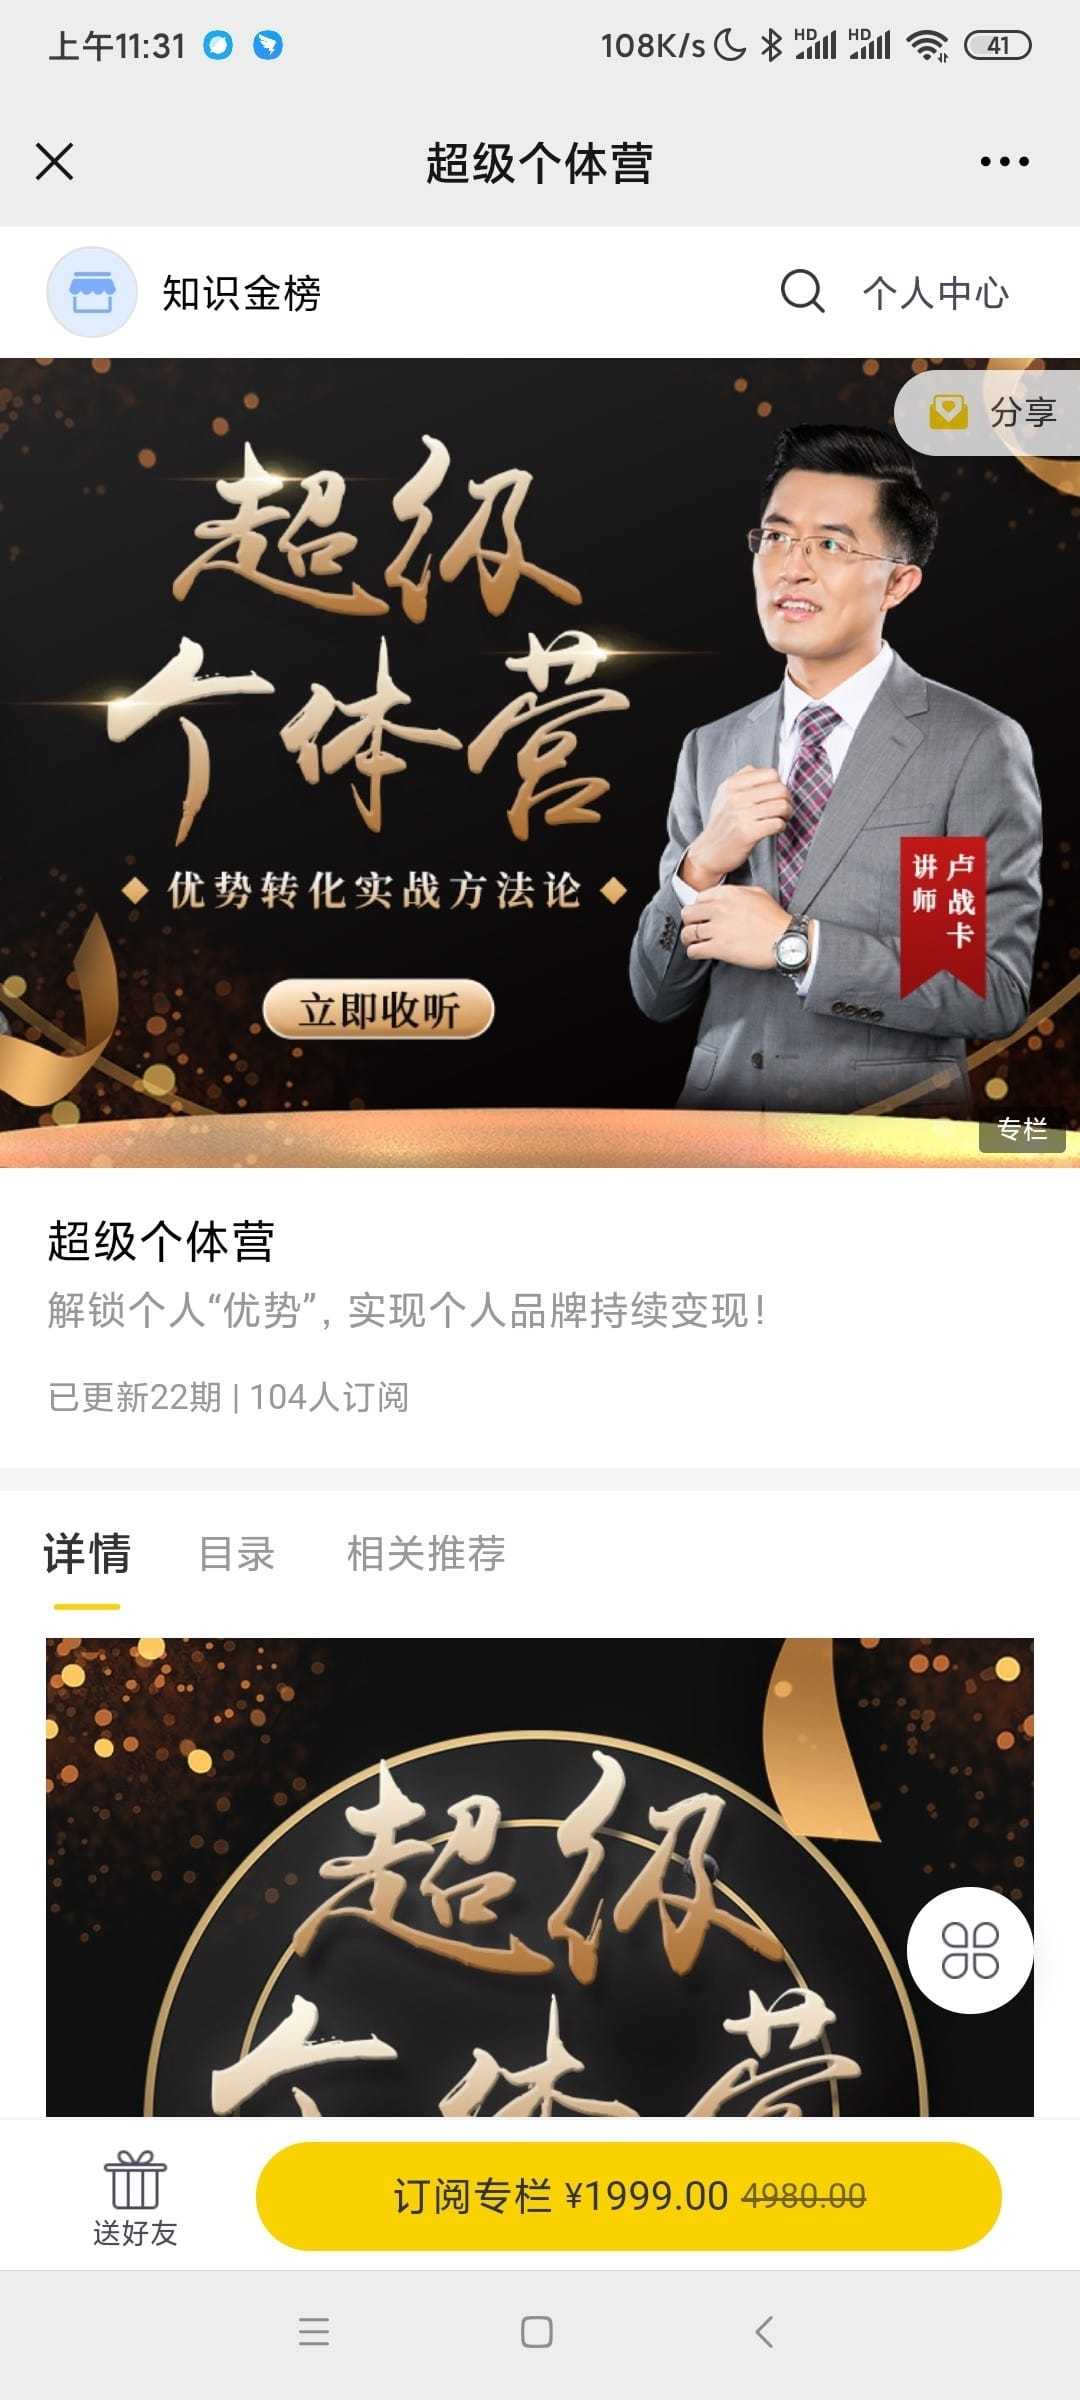 上午11:31
108K/s
HD
HD
41
超级个体营
知识金榜
个人中心
分享
超级
个体营
优势转化实战方法论
立即收听
讲师
卢战卡
专栏
超级个体营
解锁个人“优势”, 实现个人品牌持续变现!
已更新22期 | 104人订阅
详情
目录
相关推荐
超级
个体营
送好友
订阅专栏 ¥1999.00 4980.00